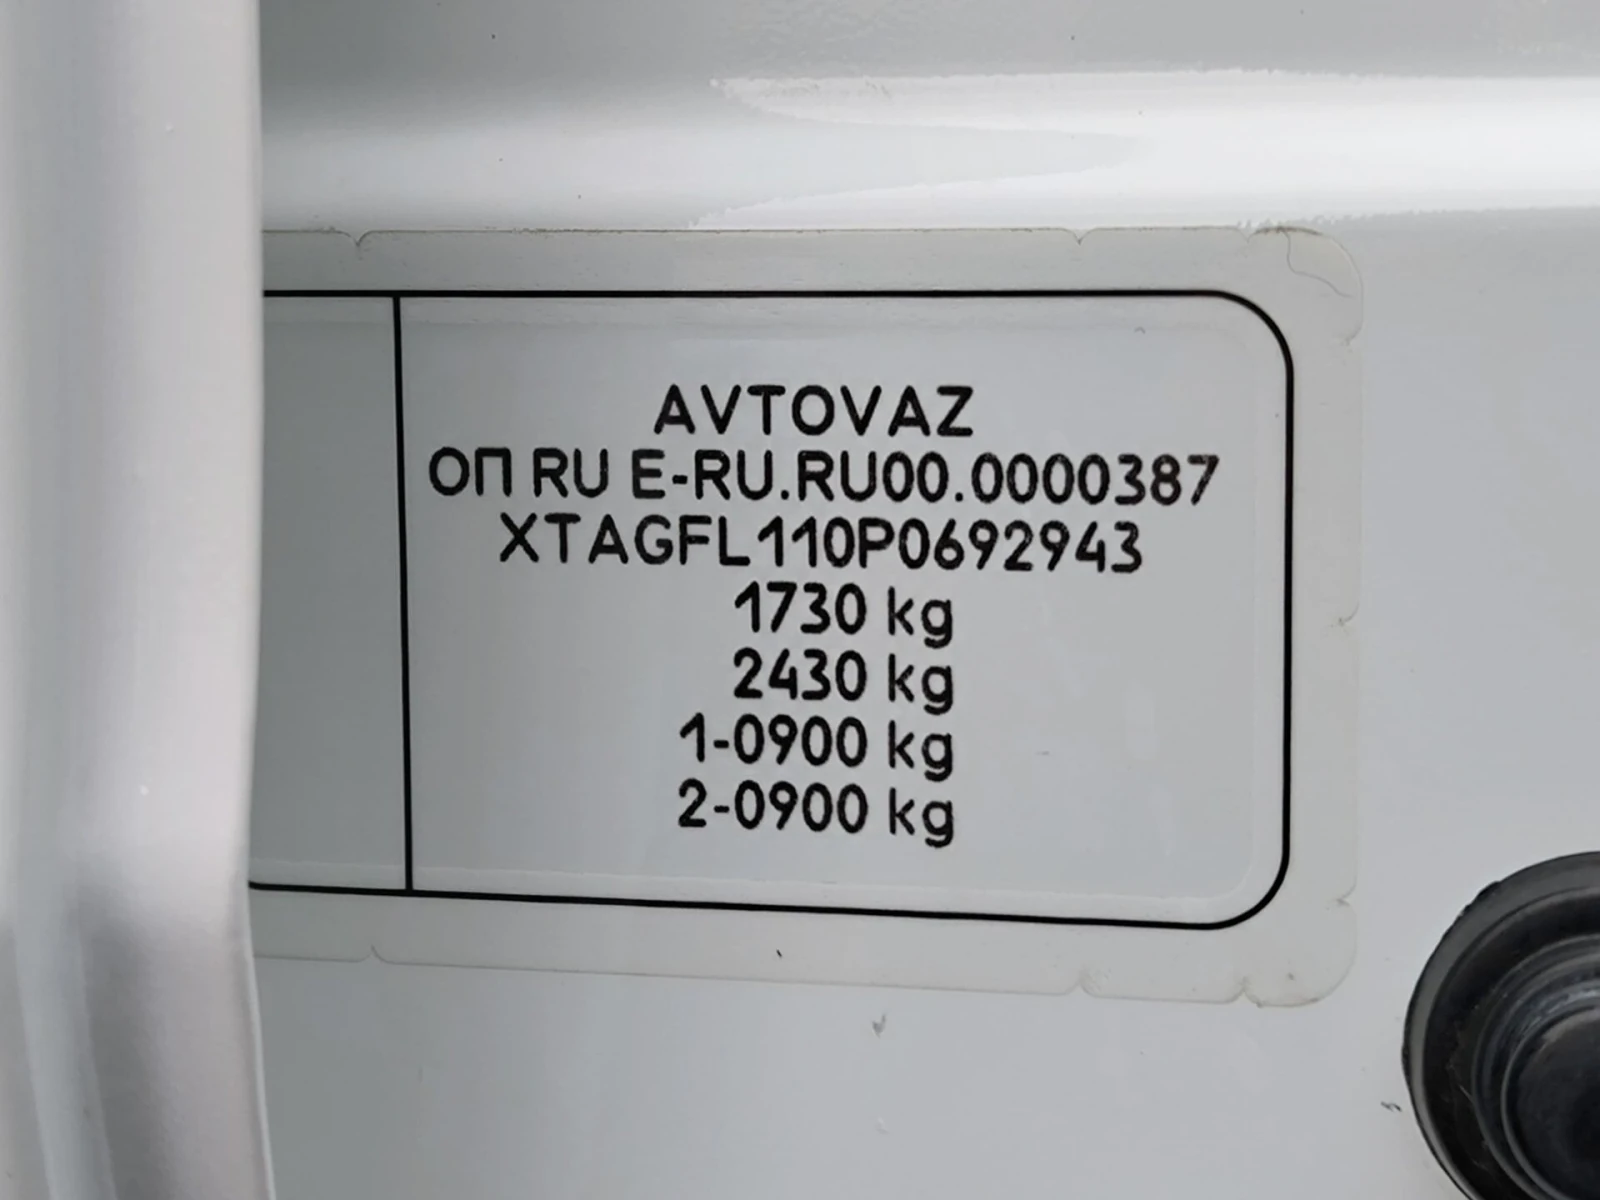 AVTOVAZ
ОП RU E-RU.RU00.0000387
XTAGFL110P0692943
1730 kg
2430 kg
1-0900 kg
2-0900 kg